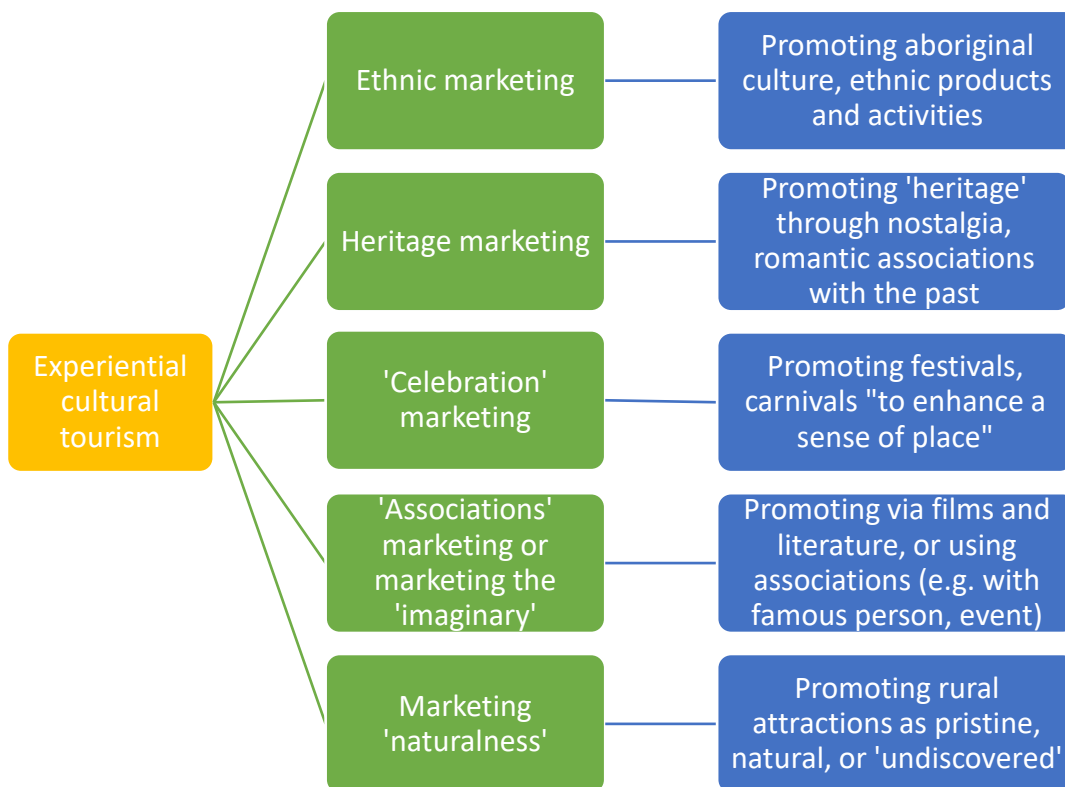 Experiential
cultural
tourism
Ethnic marketing
Promoting aboriginal
culture, ethnic products
and activities
Heritage marketing
Promoting 'heritage'
through nostalgia,
romantic associations
with the past
'Celebration'
marketing
Promoting festivals,
carnivals "to enhance a
sense of place"
'Associations'
marketing or
marketing the
'imaginary'
Promoting via films and
literature, or using
associations (e.g. with
famous person, event)
Marketing
'naturalness'
Promoting rural
attractions as pristine,
natural, or 'undiscovered'